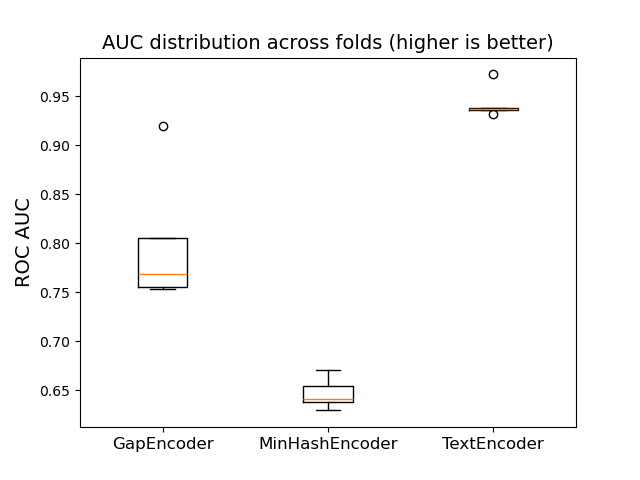 AUC distribution across folds (higher is better)
ROC AUC
0.95
0.90
0.85
0.80
0.75
0.70
0.65
GapEncoder
MinHashEncoder
TextEncoder